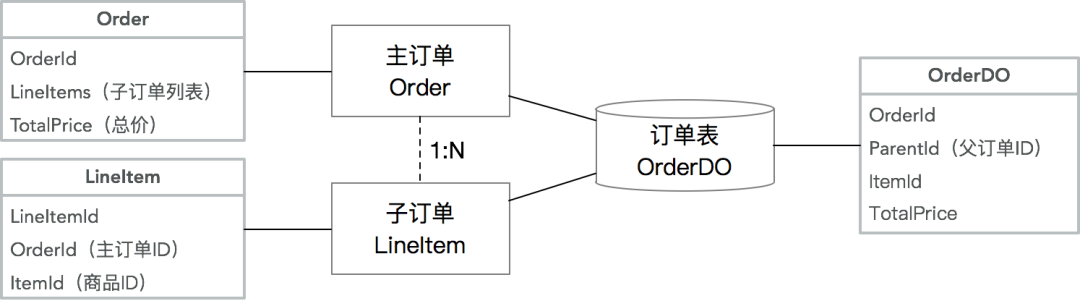 Order
OrderId
LineItems（子订单列表）
TotalPrice（总价）
LineItem
LineItemId
OrderId（主订单ID）
ItemId（商品ID）
主订单
Order
1:N
子订单
LineItem
订单表
OrderDO
OrderDO
OrderId
ParentId（父订单ID）
ItemId
TotalPrice